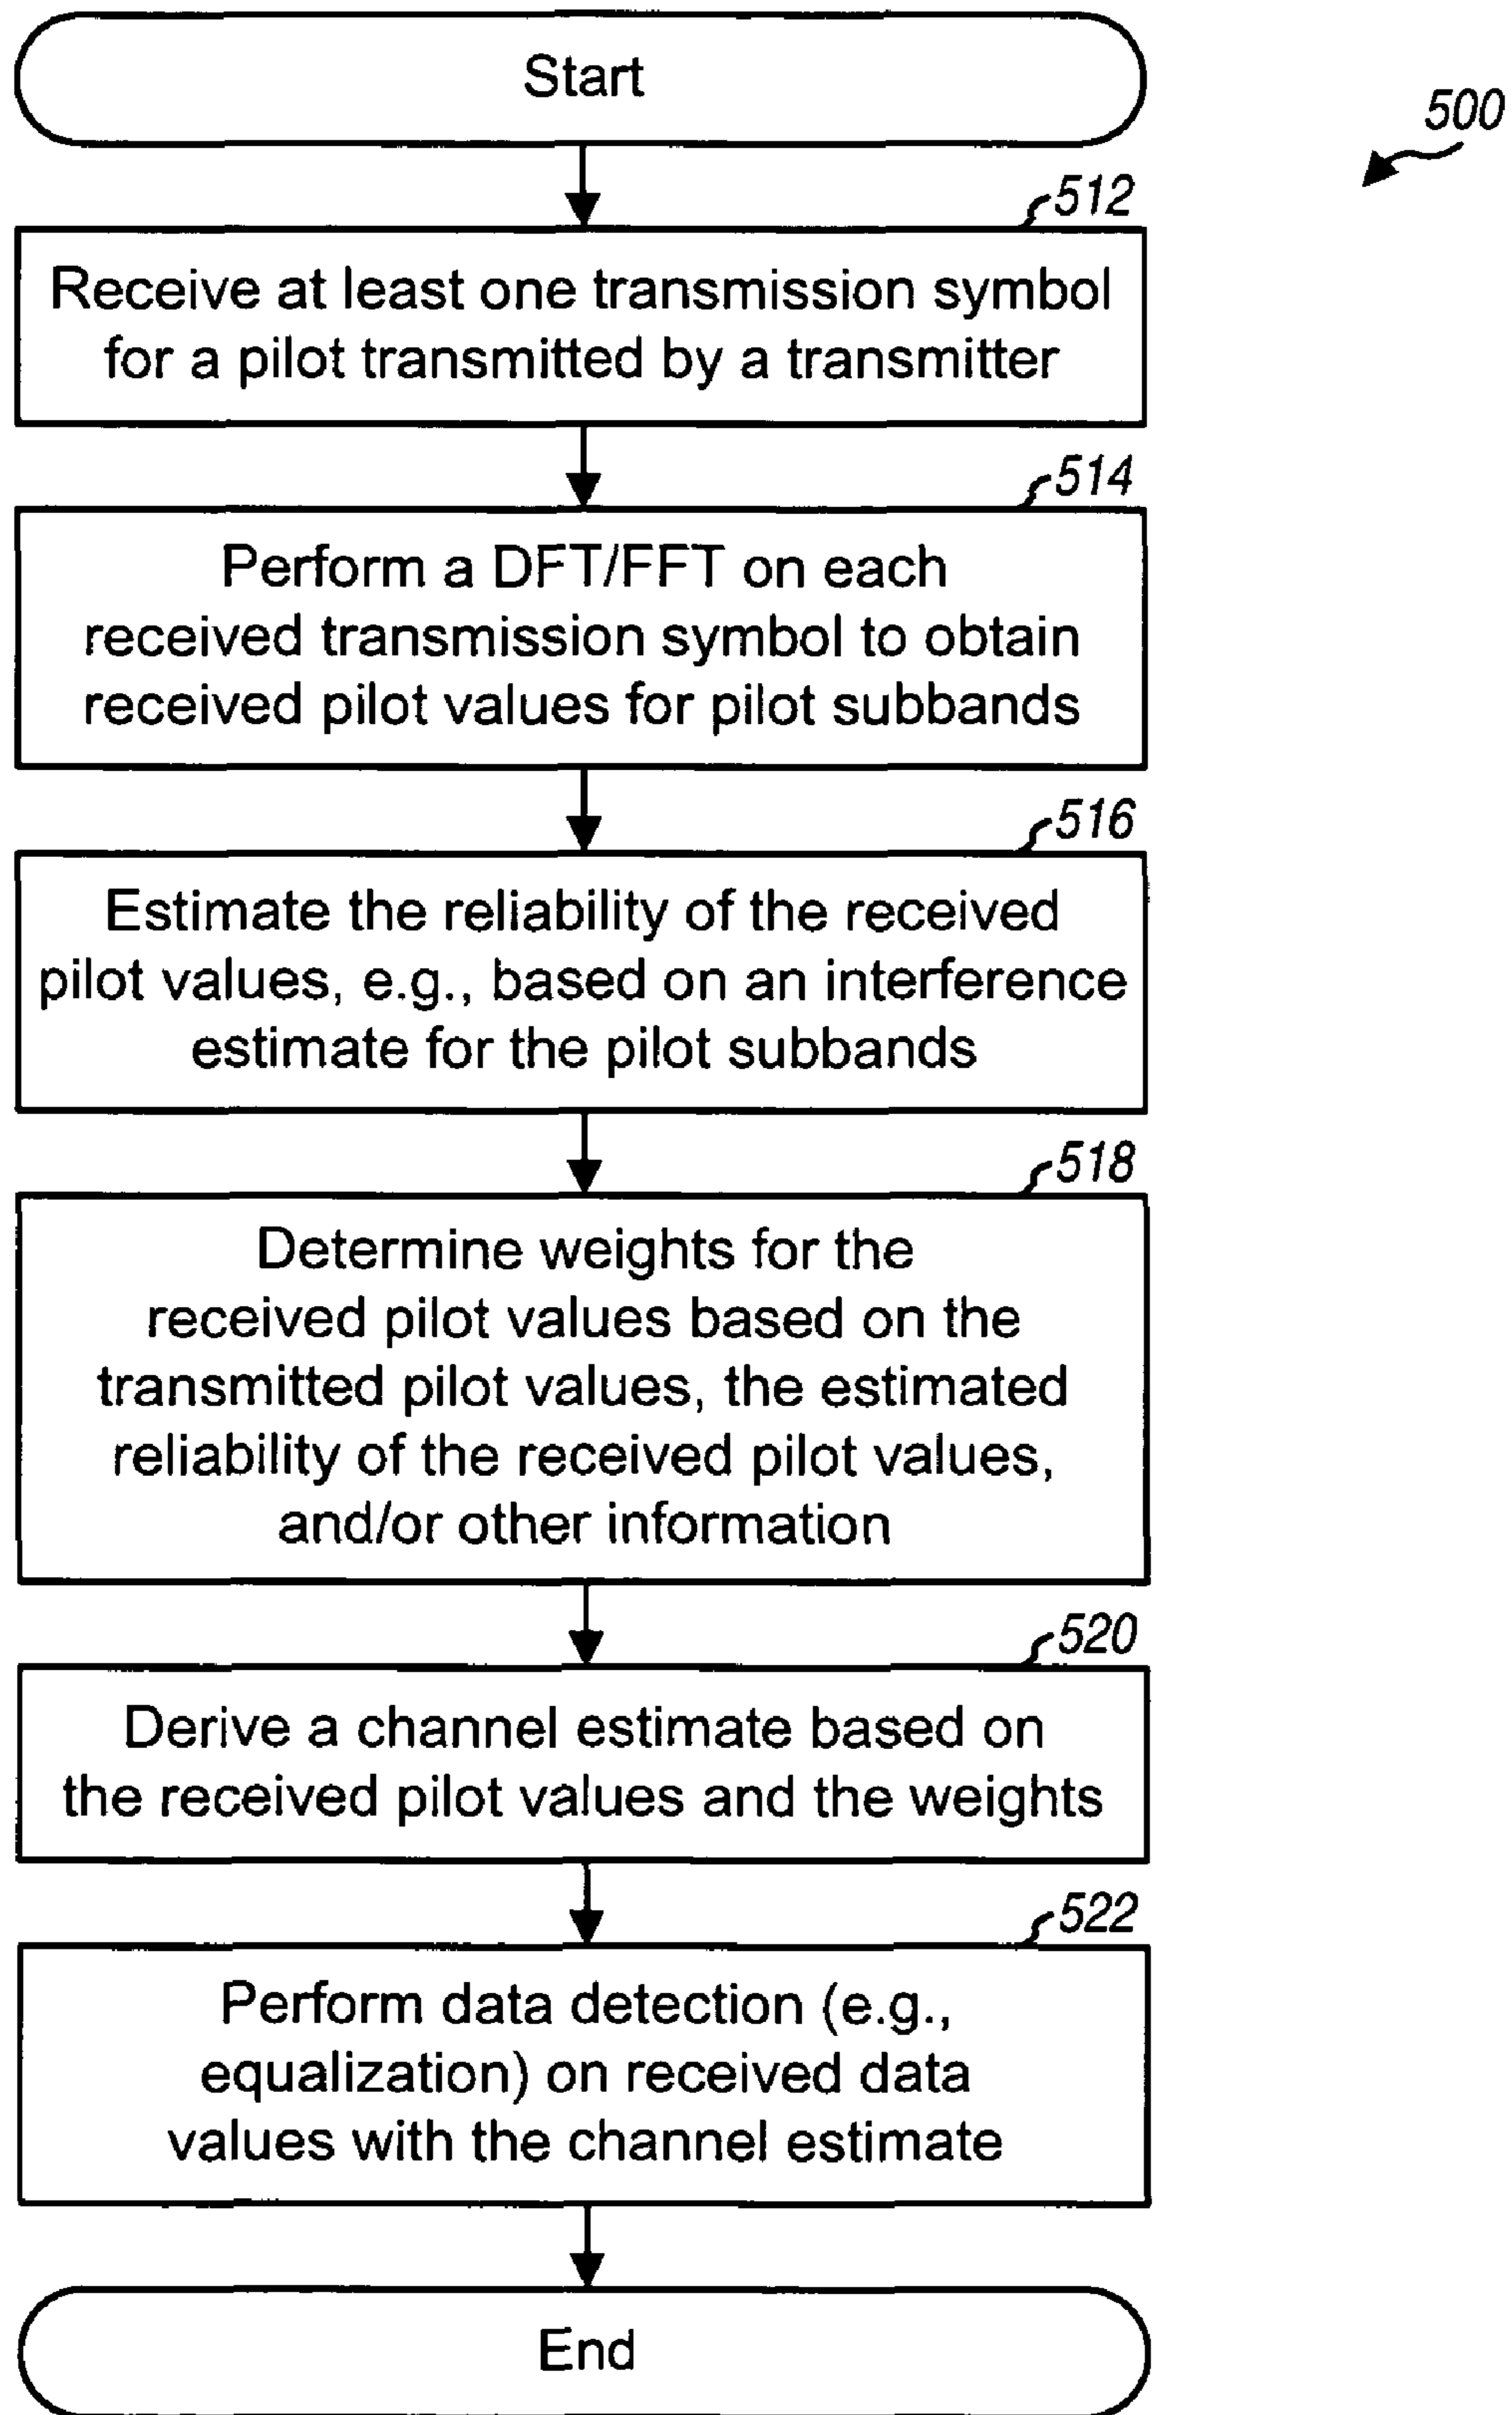 Start
500
512
Receive at least one transmission symbol
for a pilot transmitted by a transmitter
514
Perform a DFT/FFT on each
received transmission symbol to obtain
received pilot values for pilot subbands
516
Estimate the reliability of the received
pilot values, e.g., based on an interference
estimate for the pilot subbands
518
Determine weights for the
received pilot values based on the
transmitted pilot values, the estimated
reliability of the received pilot values,
and/or other information
520
Derive a channel estimate based on
the received pilot values and the weights
522
Perform data detection (e.g.,
equalization) on received data
values with the channel estimate
End